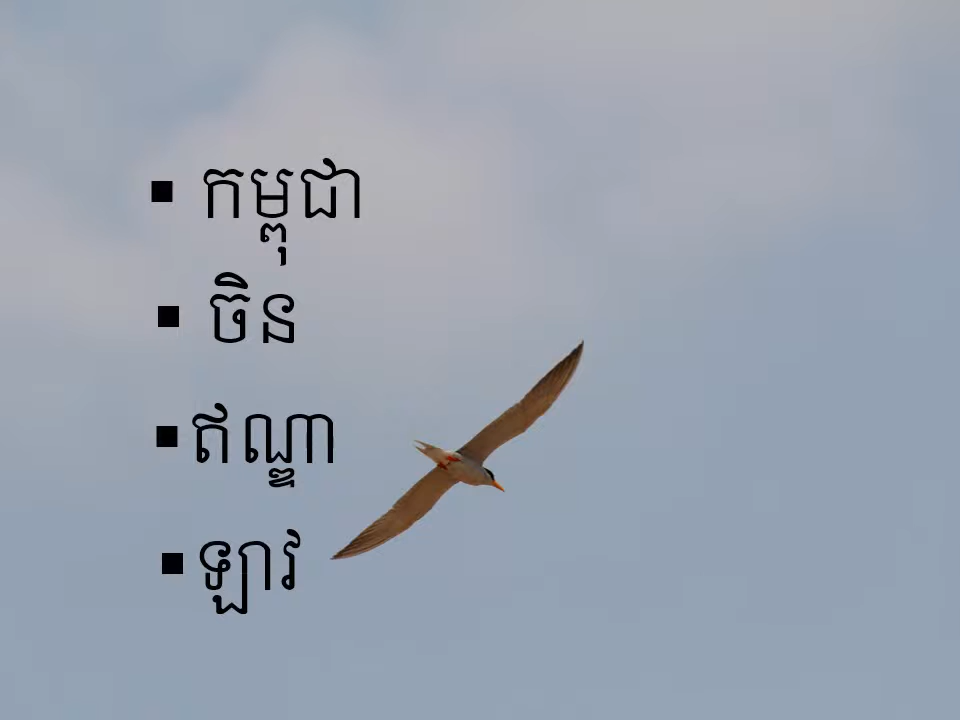 ▪ កម្ពុជា
▪ ចិន
▪ ឥណ្ឌា
▪ ឡាវ